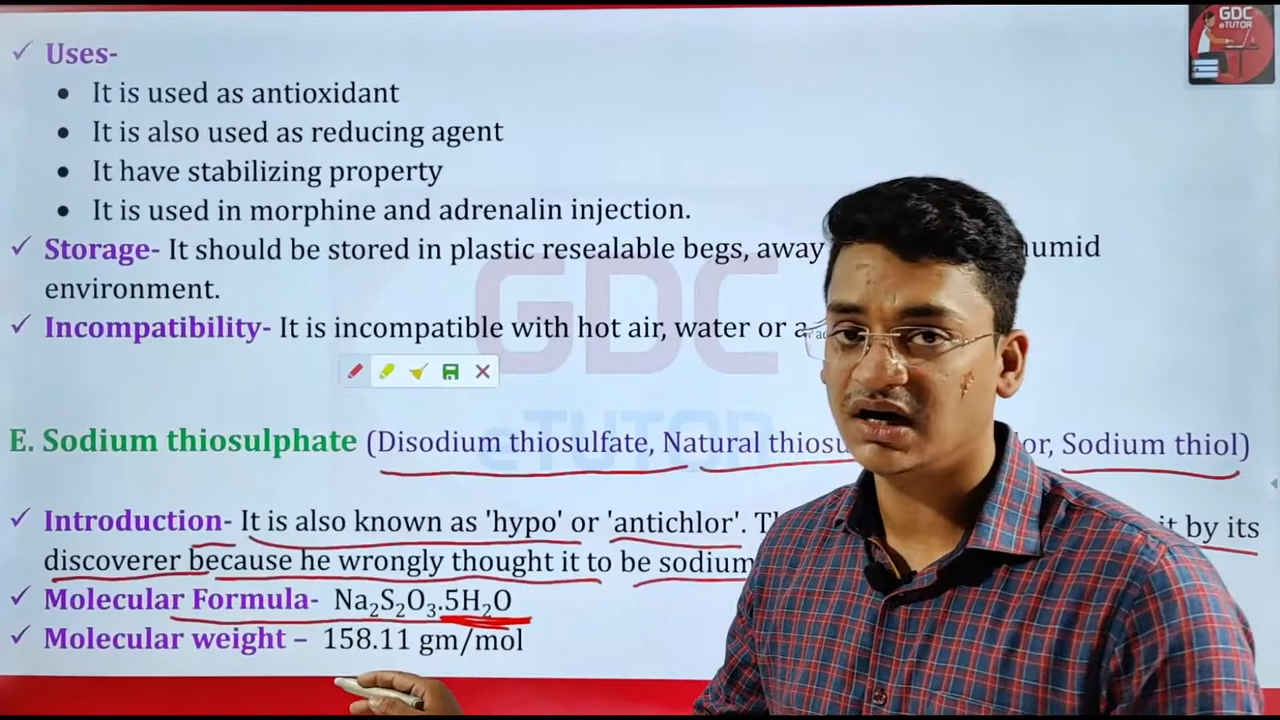 GDC
eTUTOR
✓ Uses-
• It is used as antioxidant
• It is also used as reducing agent
• It have stabilizing property
• It is used in morphine and adrenalin injection.
✓ Storage- It should be stored in plastic resealable begs, away humid
environment.
✓ Incompatibility- It is incompatible with hot air, water or
GDC
eTUTOR
E. Sodium thiosulphate (Disodium thiosulfate, Natural Sodium thiol)
✓ Introduction- It is also known as 'hypo' or 'antichlor'. it by its
discoverer because he wrongly thought it to be sodium
✓ Molecular Formula- Na₂S₂O₃.5H₂O
✓ Molecular weight – 158.11 gm/mol